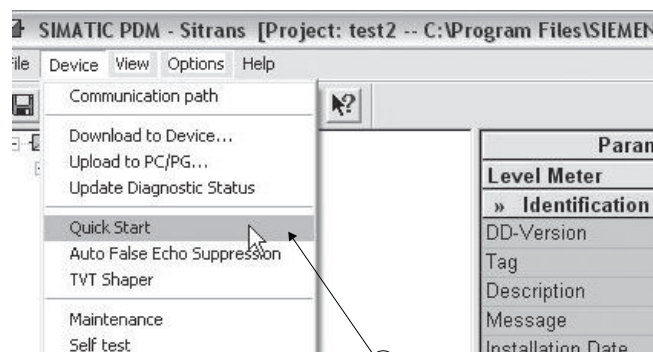 SIMATIC PDM - Sitrans [Project: test2 -- C:\Program Files\SIEMEN
File Device View Options Help
Communication path
Download to Device...
Upload to PC/PG...
Update Diagnostic Status
Quick Start
Auto False Echo Suppression
TVT Shaper
Maintenance
Self test
Param
Level Meter
» Identification
DD-Version
Tag
Description
Message
Installation Date